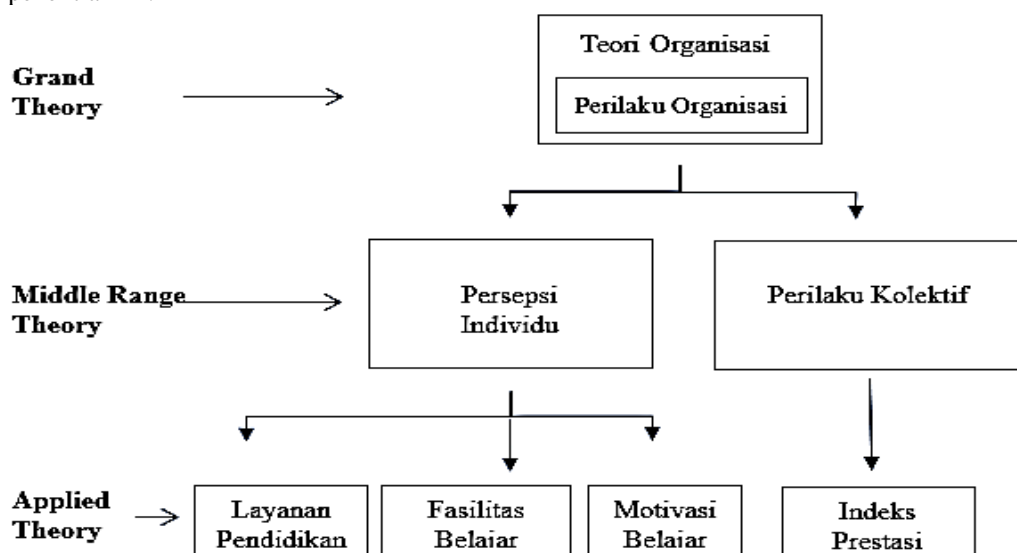 Teori Organisasi
Grand
Theory
Perilaku Organisasi
Middle Range
Theory
Persepsi
Individu
Perilaku Kolektif
Applied
Theory
Layanan
Pendidikan
Fasilitas
Belajar
Motivasi
Belajar
Indeks
Prestasi